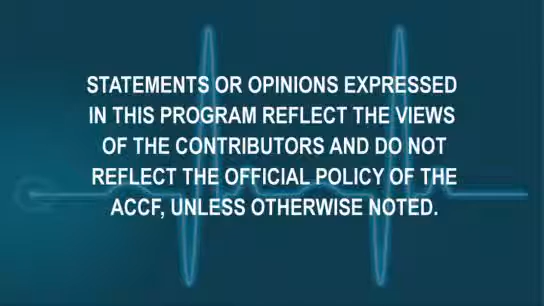 STATEMENTS OR OPINIONS EXPRESSED
IN THIS PROGRAM REFLECT THE VIEWS
OF THE CONTRIBUTORS AND DO NOT
REFLECT THE OFFICIAL POLICY OF THE
ACCF, UNLESS OTHERWISE NOTED.